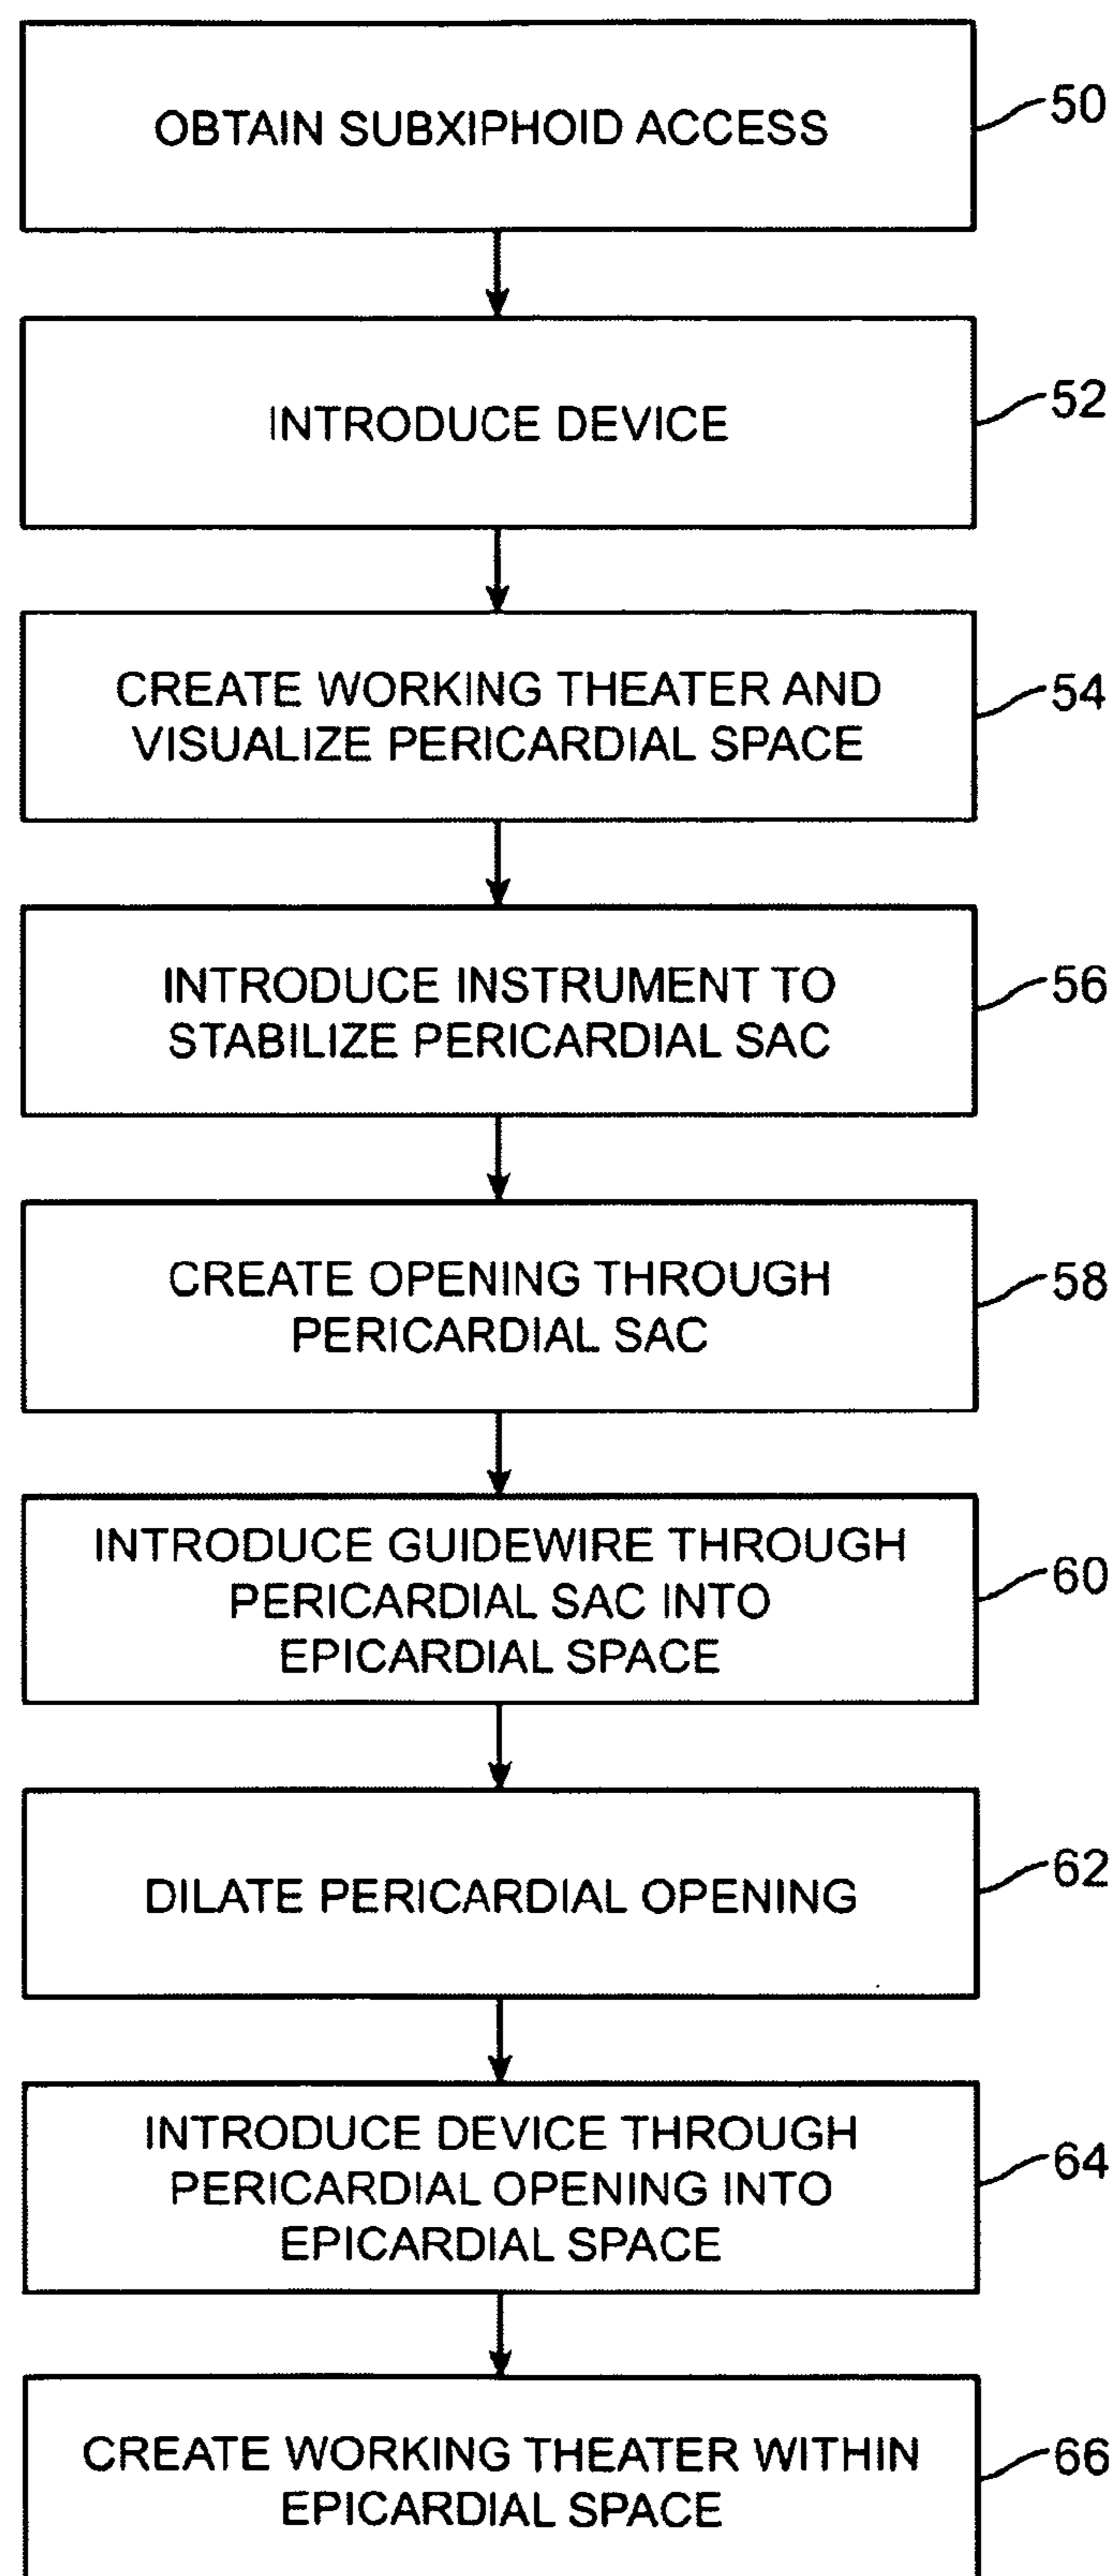 OBTAIN SUBXIPHOID ACCESS
50
INTRODUCE DEVICE
52
CREATE WORKING THEATER AND
VISUALIZE PERICARDIAL SPACE
54
INTRODUCE INSTRUMENT TO
STABILIZE PERICARDIAL SAC
56
CREATE OPENING THROUGH
PERICARDIAL SAC
58
INTRODUCE GUIDEWIRE THROUGH
PERICARDIAL SAC INTO
EPICARDIAL SPACE
60
DILATE PERICARDIAL OPENING
62
INTRODUCE DEVICE THROUGH
PERICARDIAL OPENING INTO
EPICARDIAL SPACE
64
CREATE WORKING THEATER WITHIN
EPICARDIAL SPACE
66